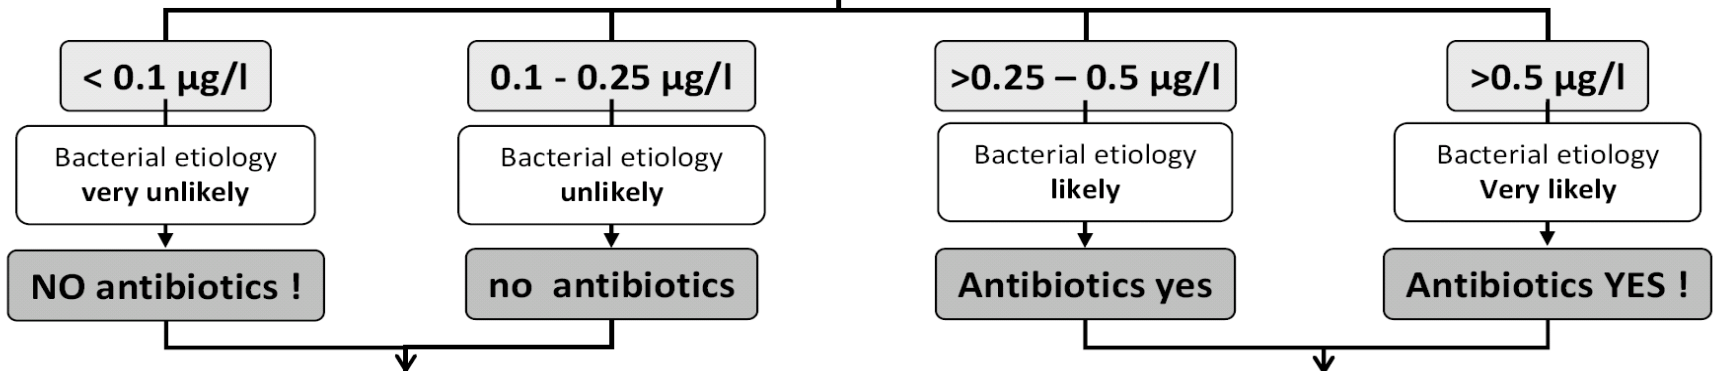 < 0.1 µg/l
0.1 - 0.25 µg/l
>0.25 – 0.5 µg/l
>0.5 µg/l
Bacterial etiology
very unlikely
Bacterial etiology
unlikely
Bacterial etiology
likely
Bacterial etiology
Very likely
NO antibiotics !
no antibiotics
Antibiotics yes
Antibiotics YES !